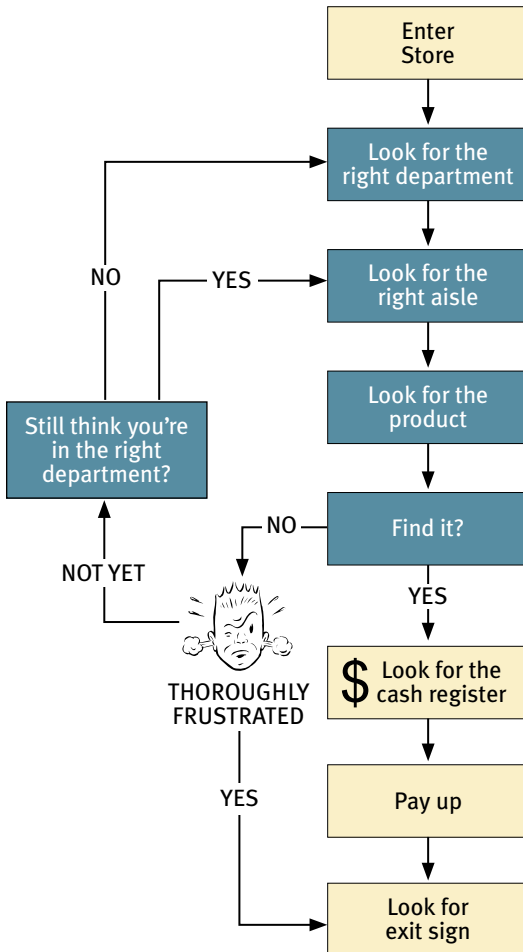 Enter
Store
Look for the
right department
NO
YES
Look for the
right aisle
Look for the
product
Still think you're
in the right
department?
NO
Find it?
NOT YET
YES
THOROUGHLY
FRUSTRATED
$ Look for the
cash register
YES
Pay up
Look for
exit sign